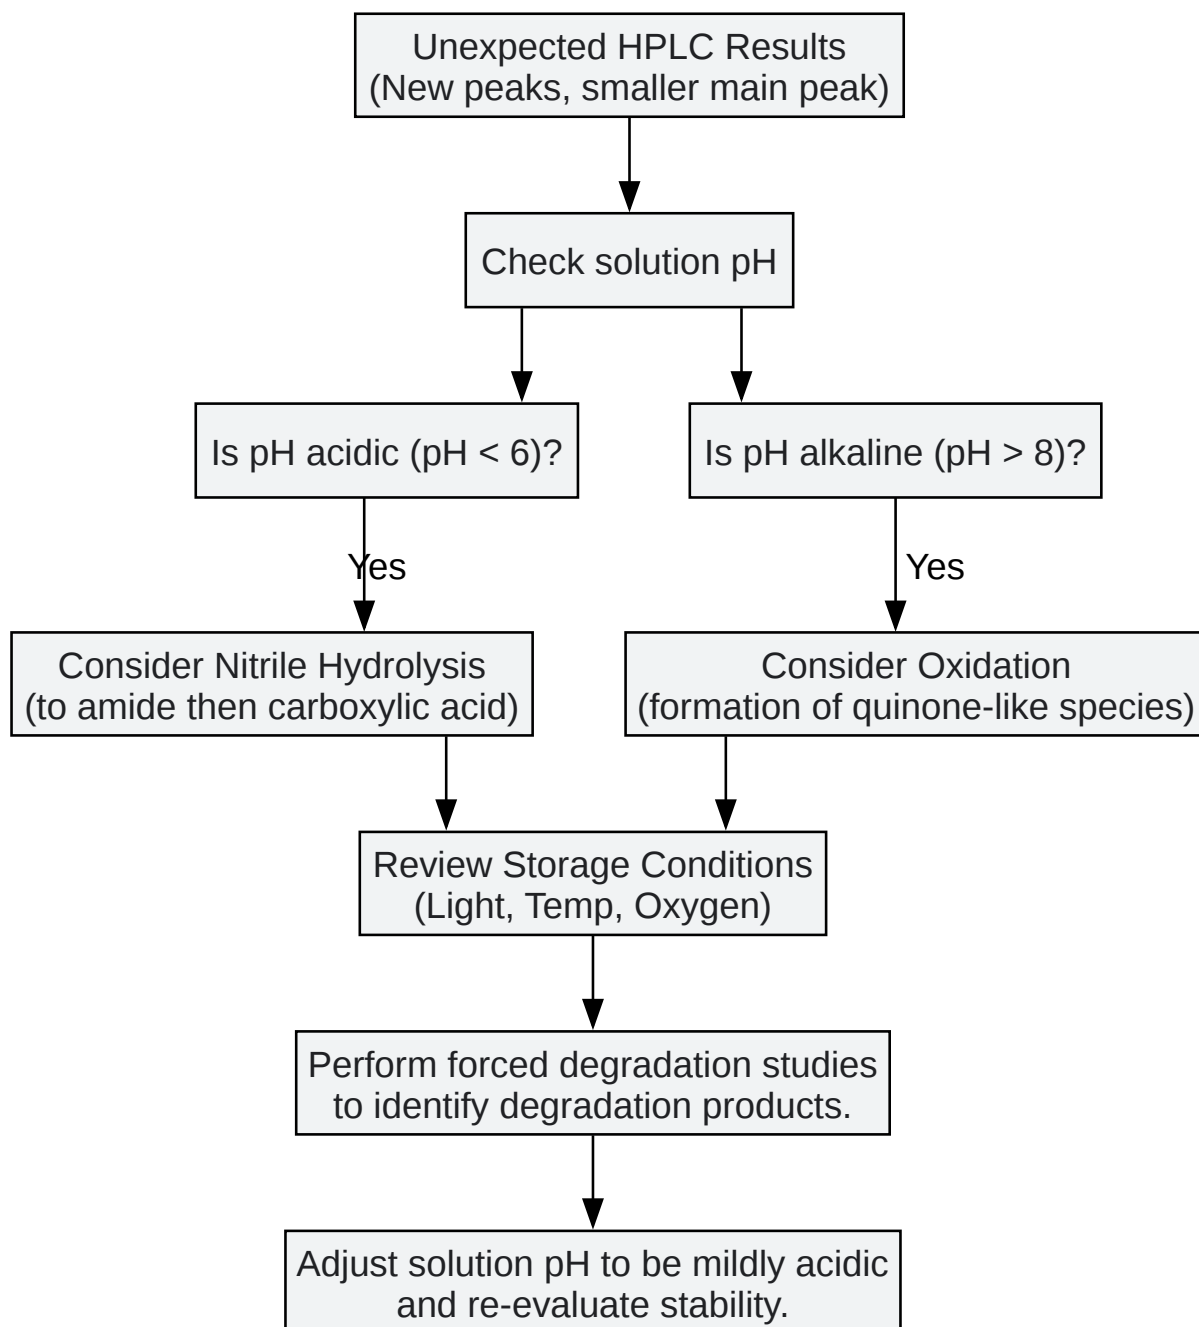 Unexpected HPLC Results
(New peaks, smaller main peak)
Check solution pH
Is pH acidic (pH < 6)?
Is pH alkaline (pH > 8)?
Yes
Yes
Consider Nitrile Hydrolysis
(to amide then carboxylic acid)
Consider Oxidation
(formation of quinone-like species)
Review Storage Conditions
(Light, Temp, Oxygen)
Perform forced degradation studies
to identify degradation products.
Adjust solution pH to be mildly acidic
and re-evaluate stability.